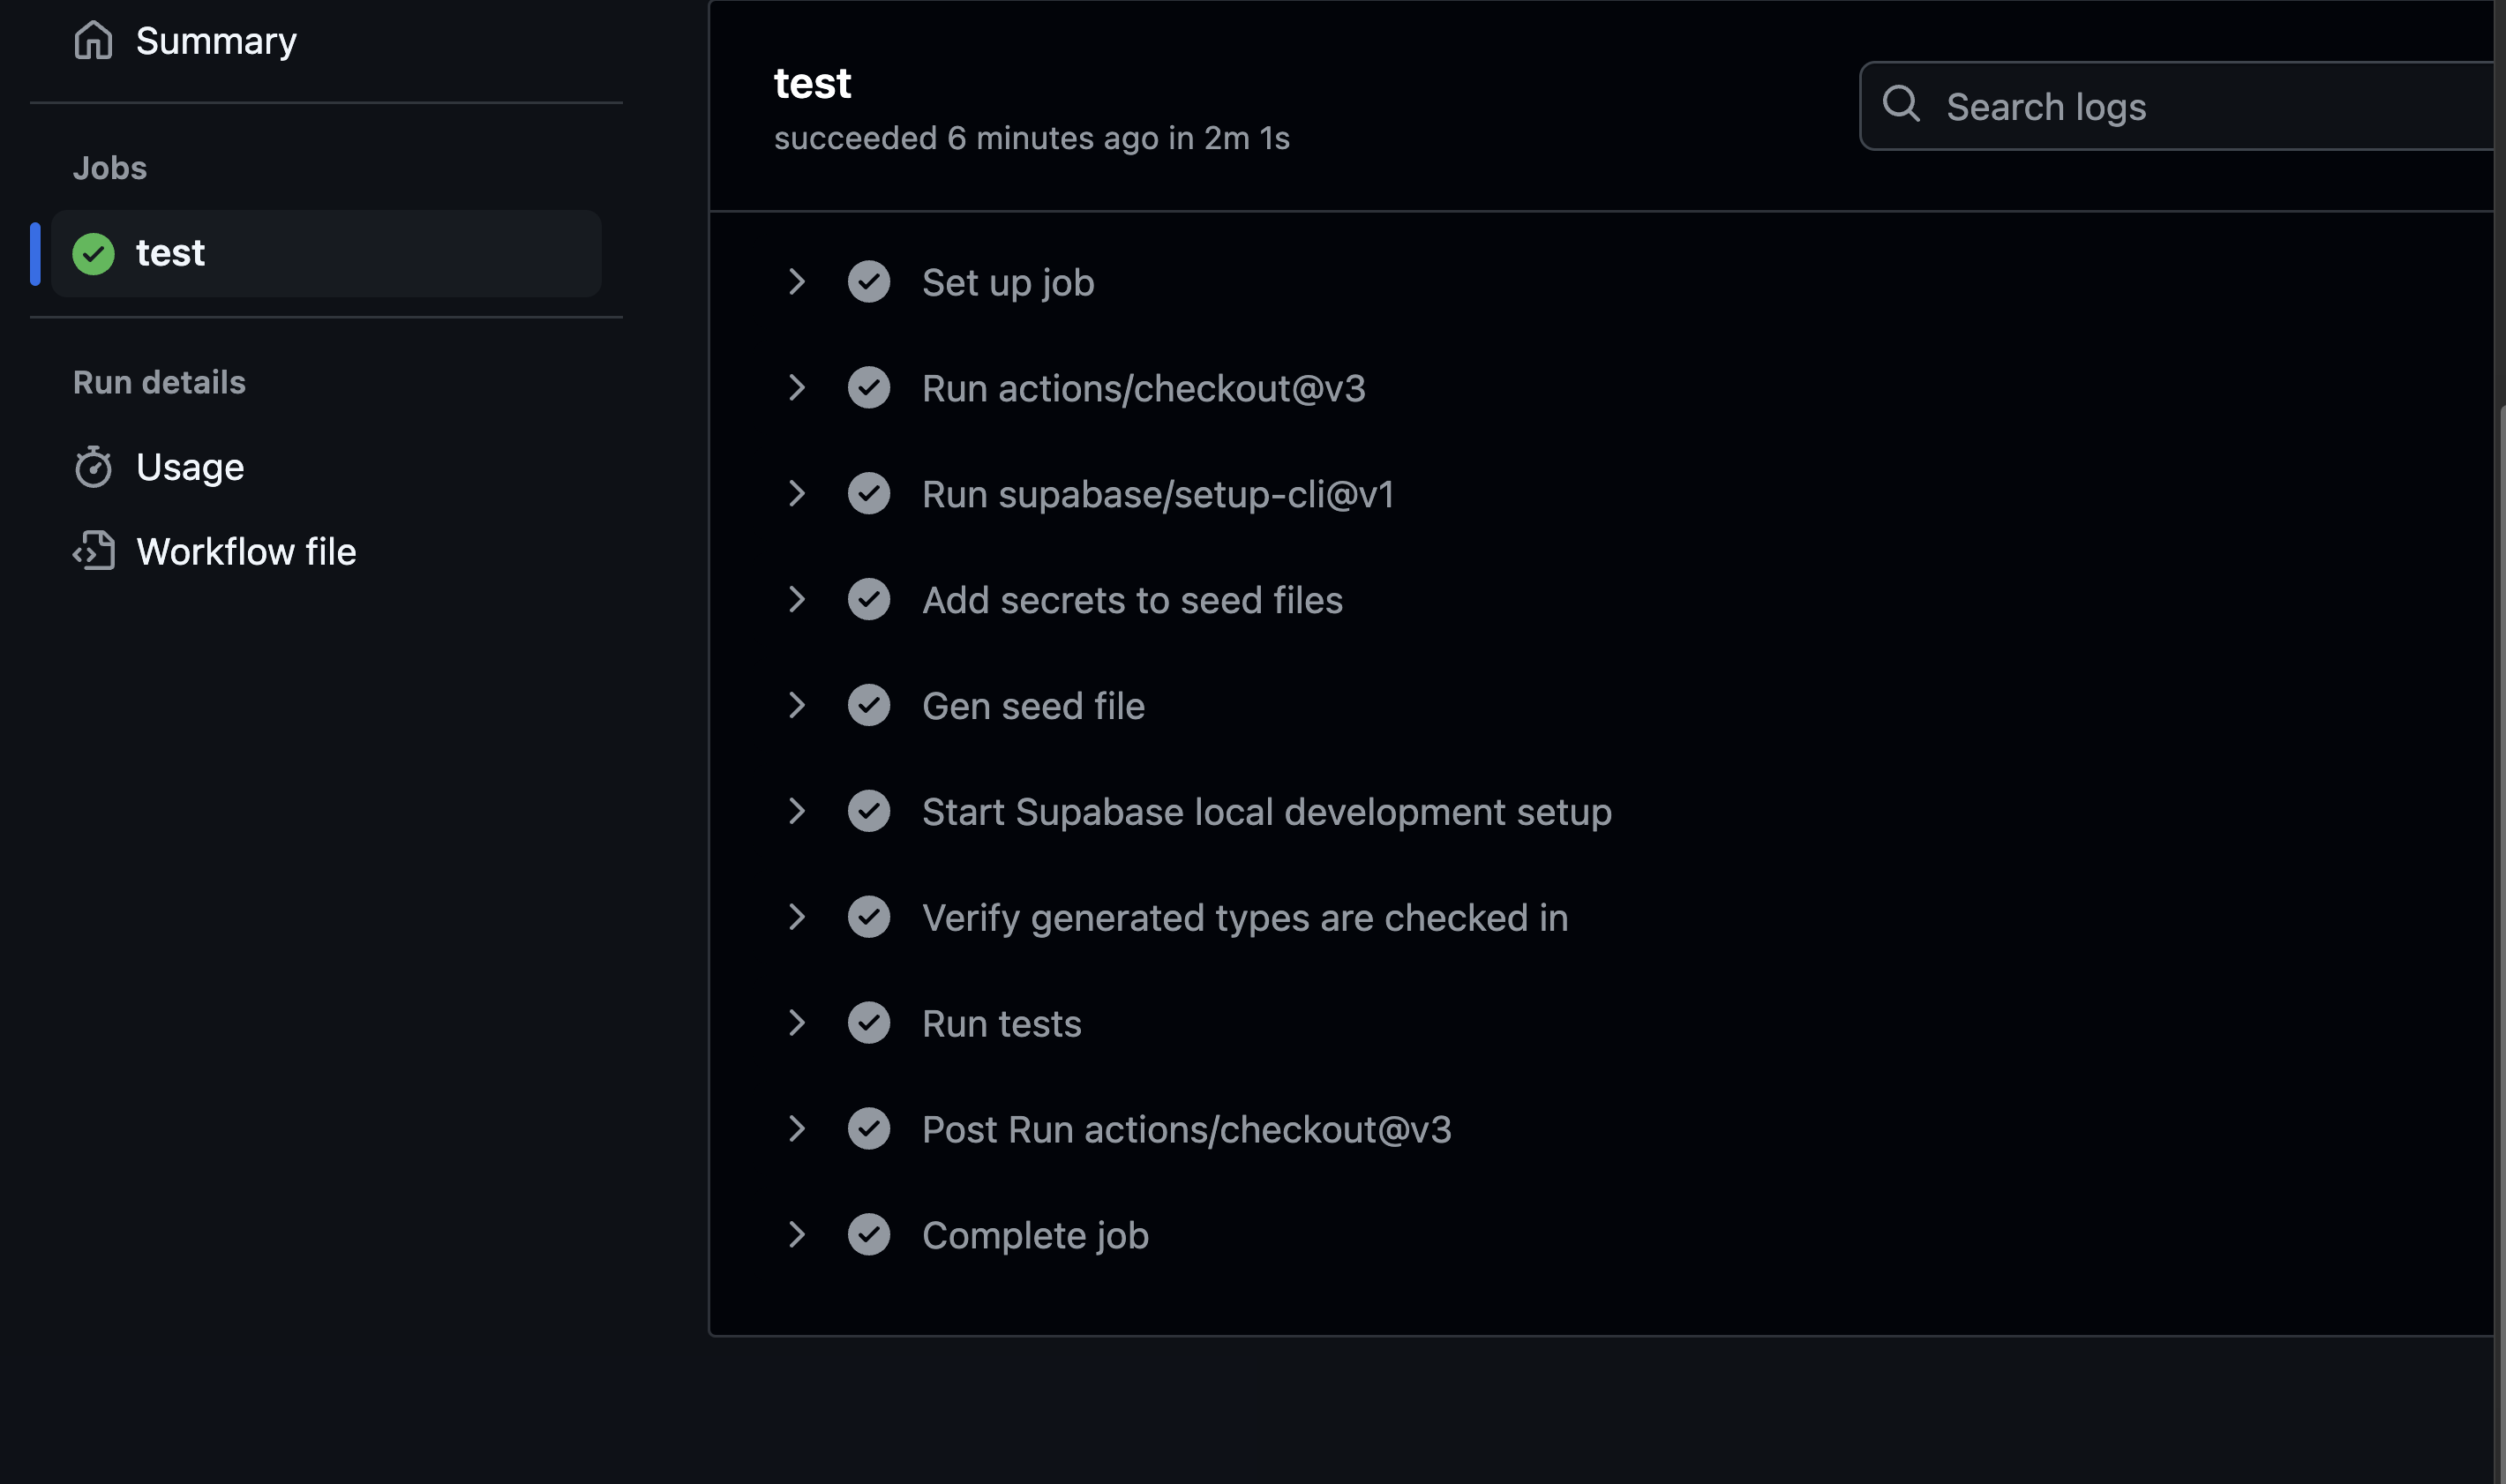 Summary
Jobs
test
Run details
Usage
Workflow file
test
succeeded 6 minutes ago in 2m 1s
Search logs
Set up job
Run actions/checkout@v3
Run supabase/setup-cli@v1
Add secrets to seed files
Gen seed file
Start Supabase local development setup
Verify generated types are checked in
Run tests
Post Run actions/checkout@v3
Complete job